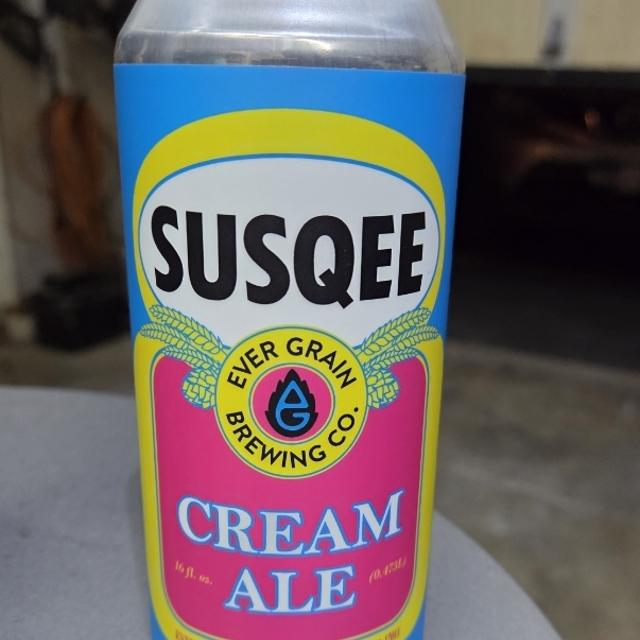 SUSQEE
EVER GRAIN
BREWING CO.
CREAM
16 fl. oz.
(0.473L)
ALE